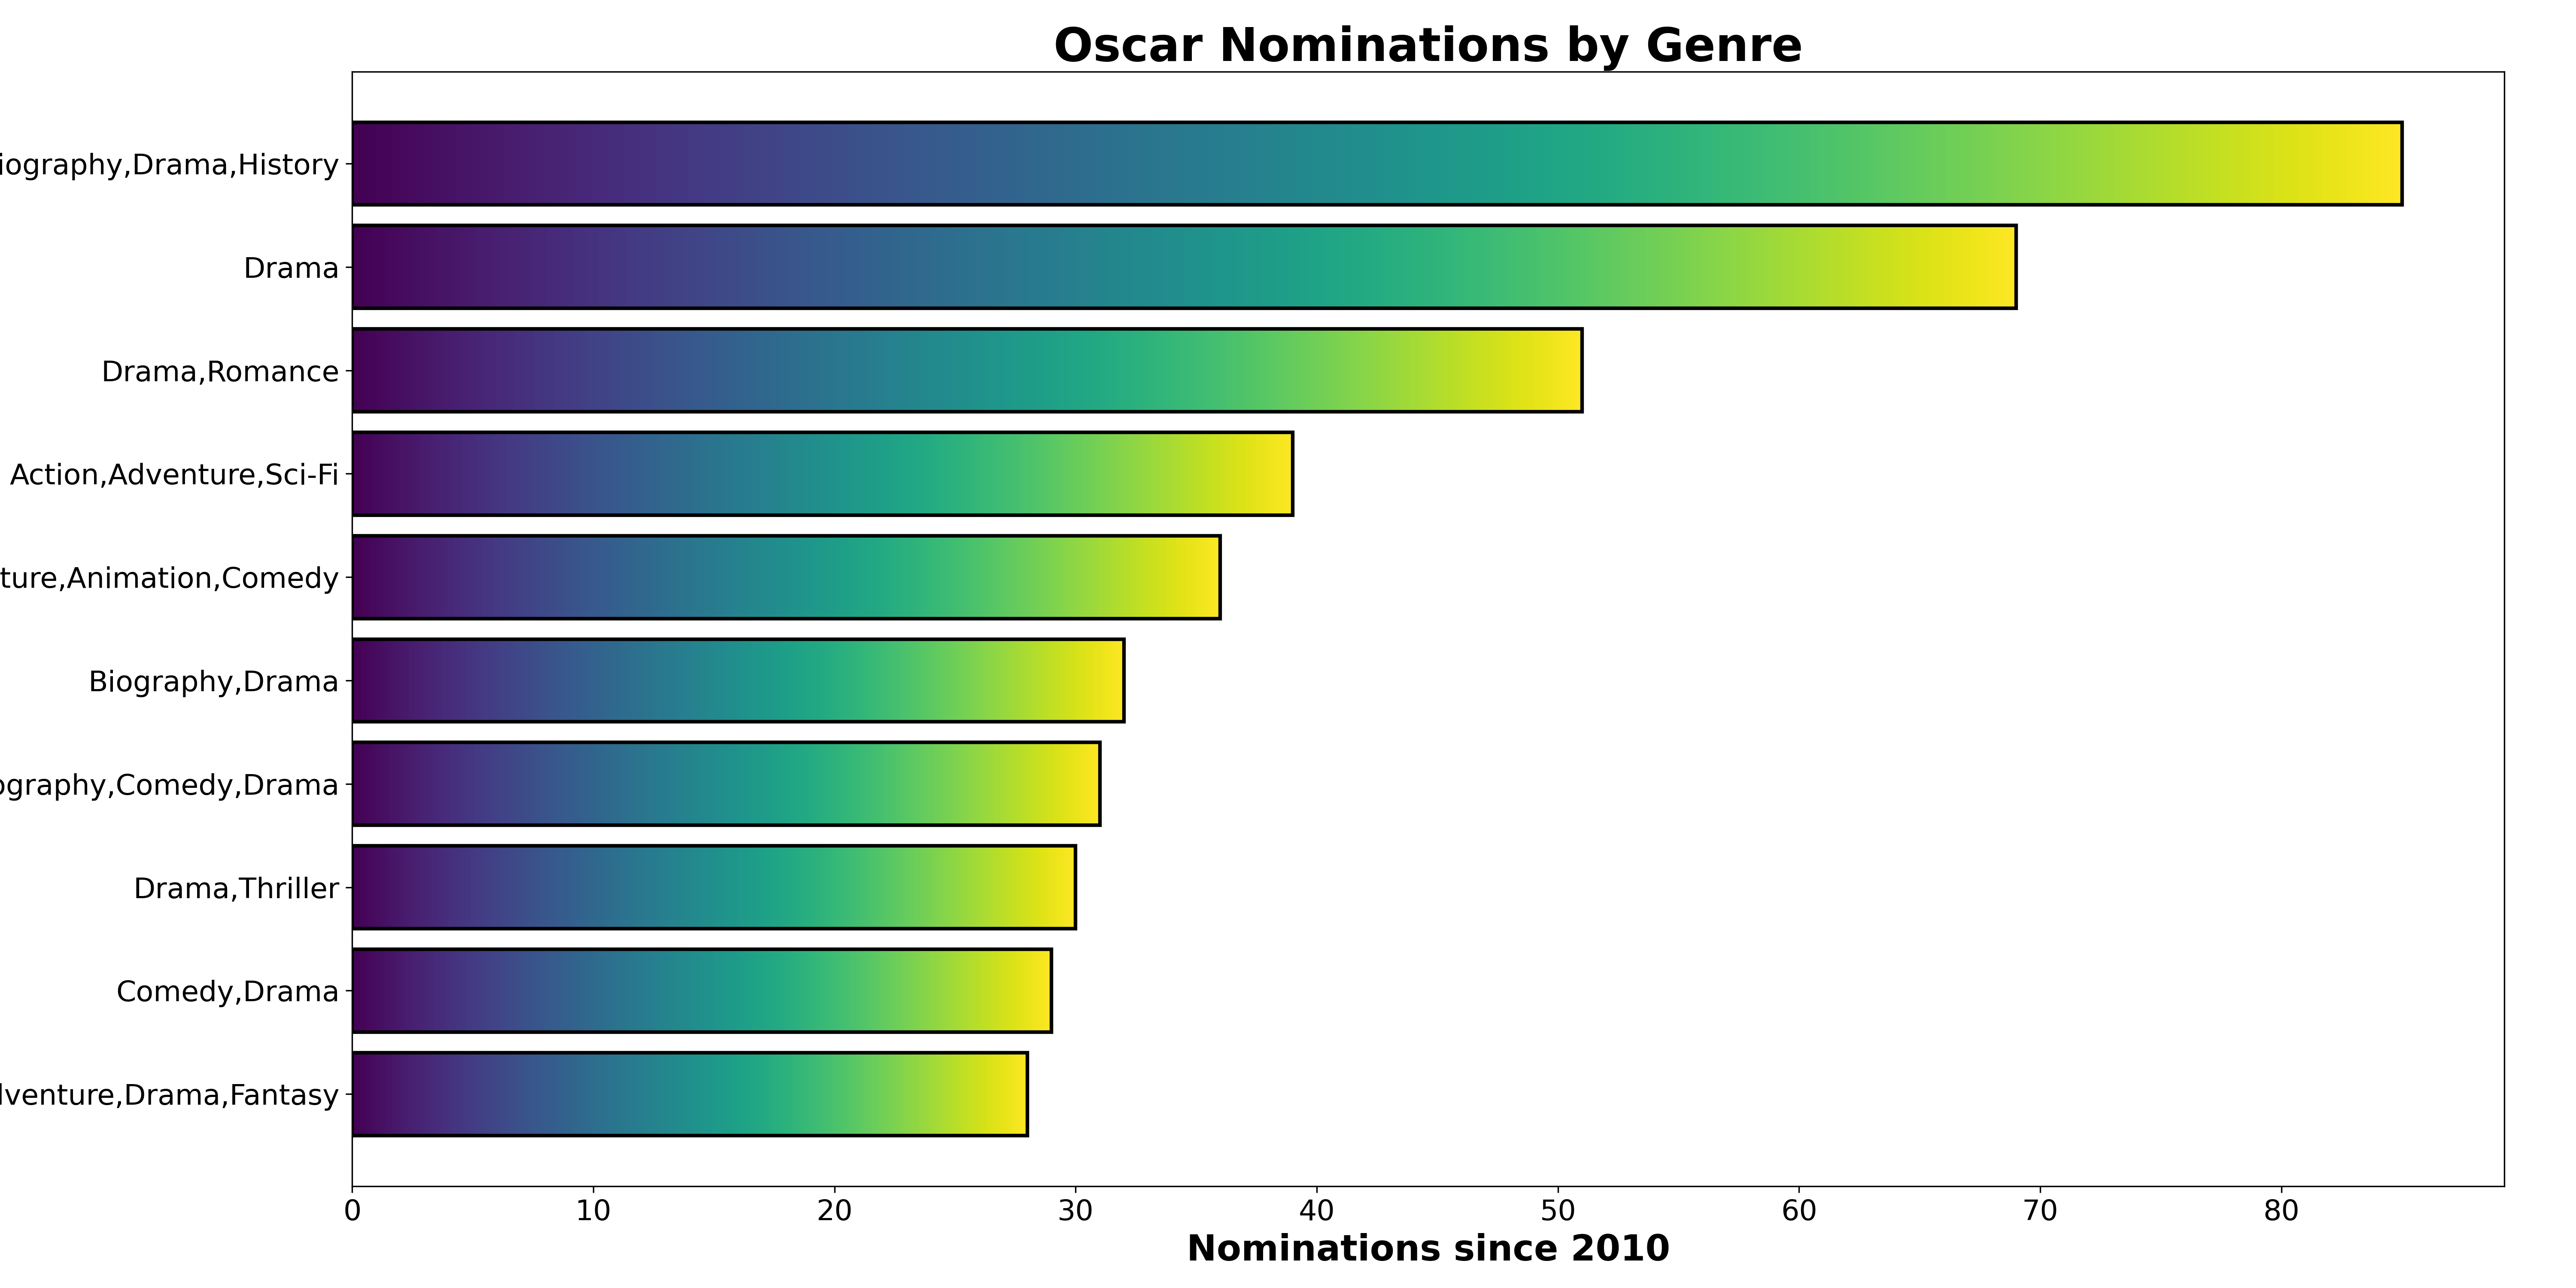 Oscar Nominations by Genre
iography,Drama,History
Drama
Drama,Romance
Action,Adventure,Sci-Fi
ture,Animation,Comedy
Biography,Drama
ography,Comedy,Drama
Drama,Thriller
Comedy,Drama
dventure,Drama,Fantasy
0 10 20 30 40 50 60 70 80
Nominations since 2010